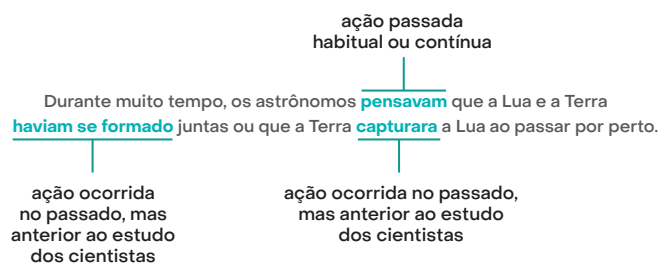 ação passada
habitual ou contínua
Durante muito tempo, os astrônomos pensavam que a Lua e a Terra
haviam se formado juntas ou que a Terra capturara a Lua ao passar por perto.
ação ocorrida
no passado, mas
anterior ao estudo
dos cientistas
ação ocorrida no passado,
mas anterior ao estudo
dos cientistas